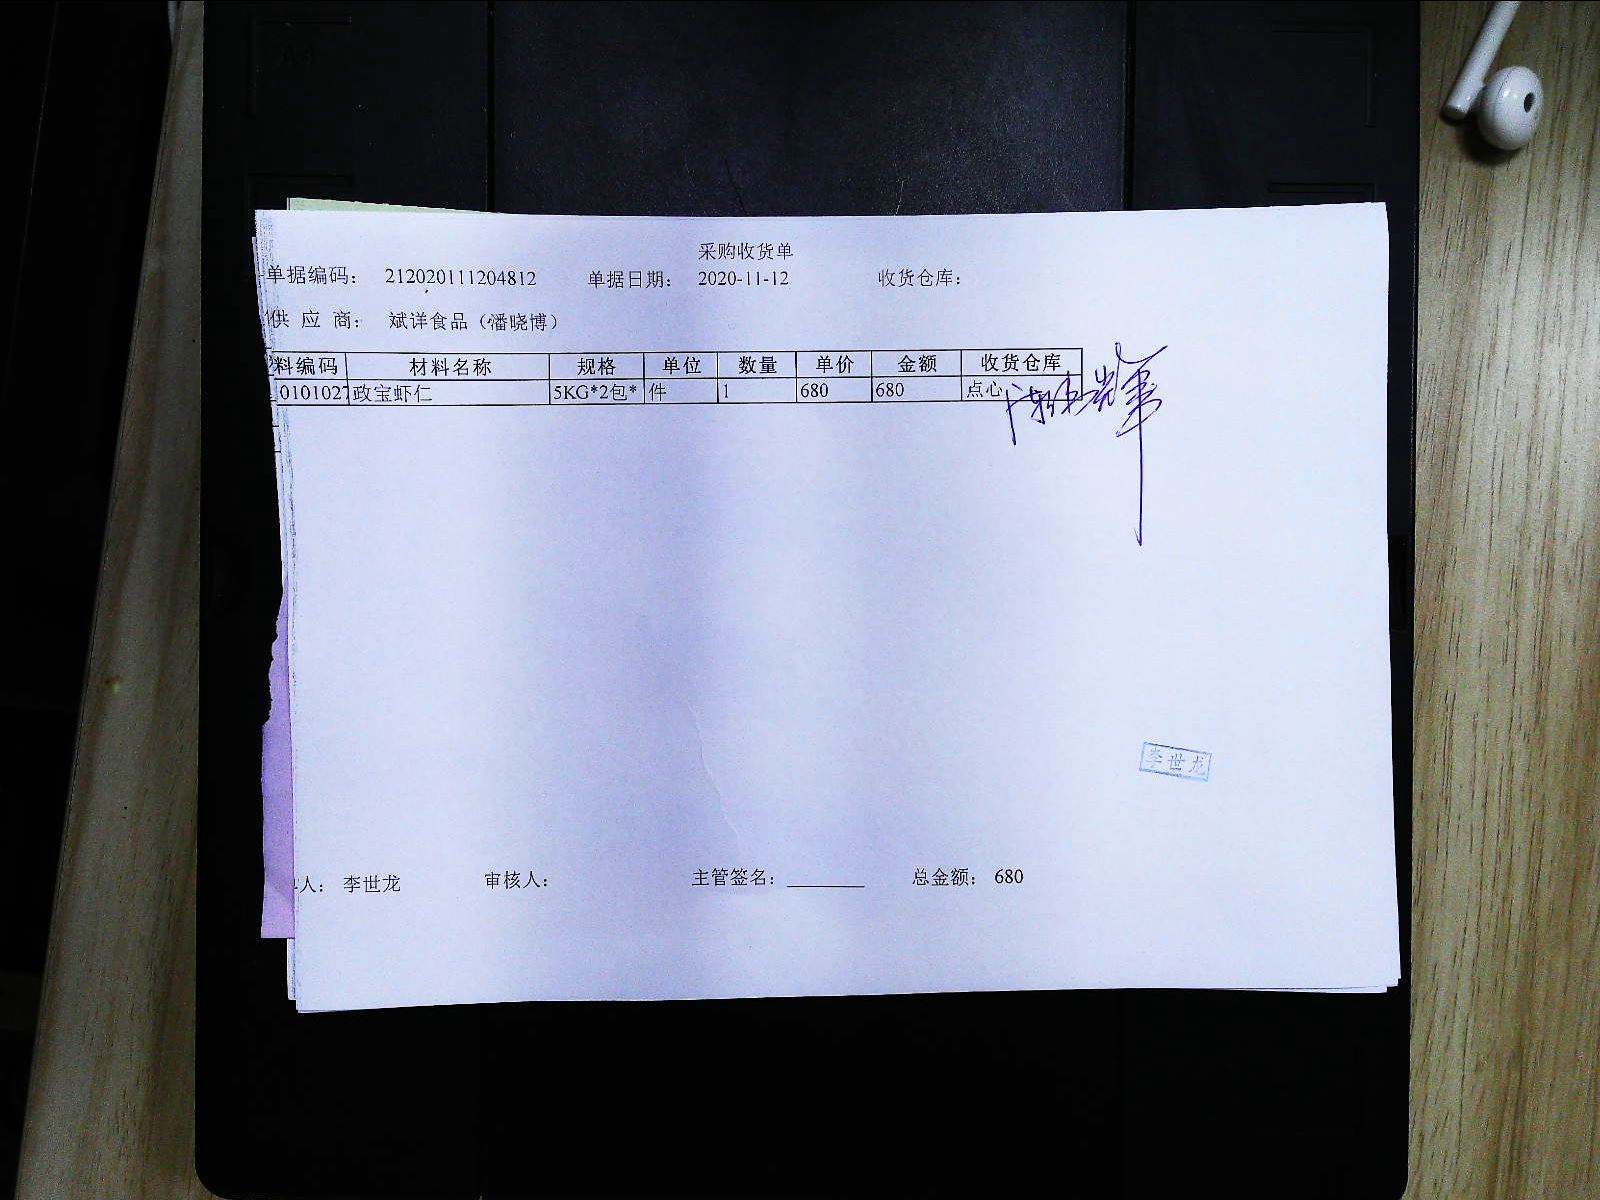 采购收货单
单据编码： 212020111204812 单据日期： 2020-11-12 收货仓库：
供 应 商： 斌洋食品（潘晓博）
料编码 材料名称 规格 单位 数量 单价 金额 收货仓库
0101027 政宝虾仁 5KG*2包* 件 1 680 680 点心
李世龙
人： 李世龙 审核人： 主管签名： ________ 总金额： 680